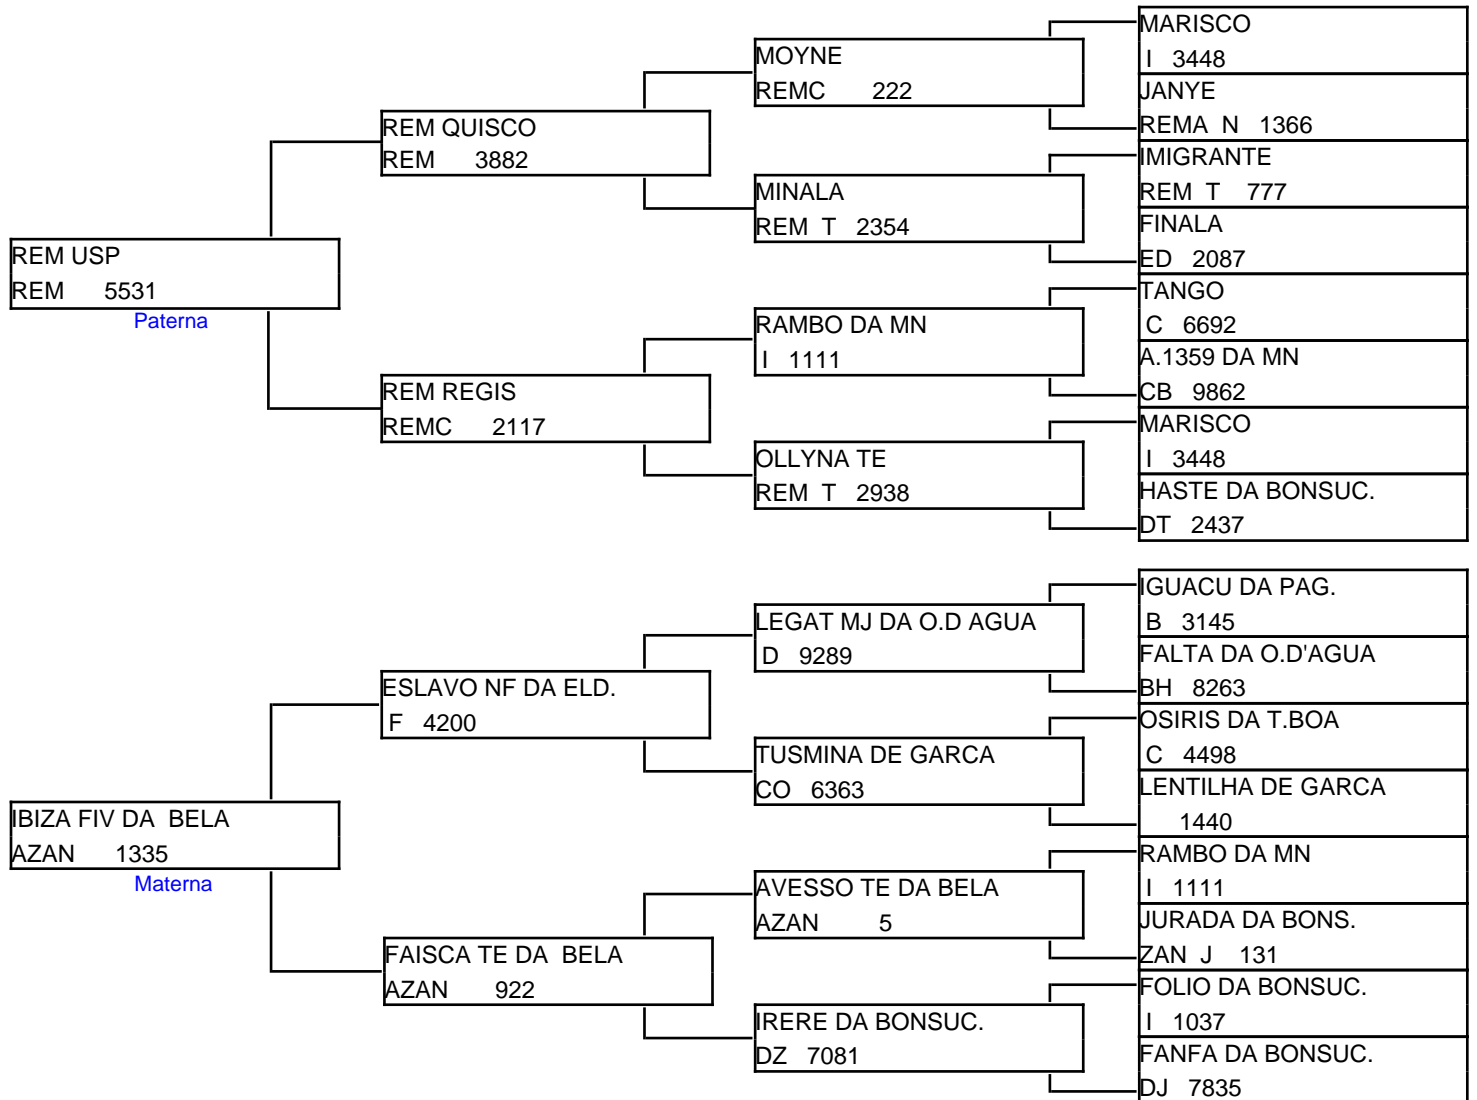 REM USP
REM 5531
Paterna
REM QUISCO
REM 3882
REM REGIS
REMC 2117
MOYNE
REMC 222
MINALA
REM T 2354
RAMBO DA MN
I 1111
OLLYNA TE
REM T 2938
MARISCO
I 3448
JANYE
REMA N 1366
IMIGRANTE
REM T 777
FINALA
ED 2087
TANGO
C 6692
A.1359 DA MN
CB 9862
MARISCO
I 3448
HASTE DA BONSUC.
DT 2437
IBIZA FIV DA BELA
AZAN 1335
Materna
ESLAVO NF DA ELD.
F 4200
FAISCA TE DA BELA
AZAN 922
LEGAT MJ DA O.D AGUA
D 9289
TUSMINA DE GARCA
CO 6363
AVESSO TE DA BELA
AZAN 5
IRERE DA BONSUC.
DZ 7081
IGUACU DA PAG.
B 3145
FALTA DA O.D'AGUA
BH 8263
OSIRIS DA T.BOA
C 4498
LENTILHA DE GARCA
1440
RAMBO DA MN
I 1111
JURADA DA BONS.
ZAN J 131
FOLIO DA BONSUC.
I 1037
FANFA DA BONSUC.
DJ 7835